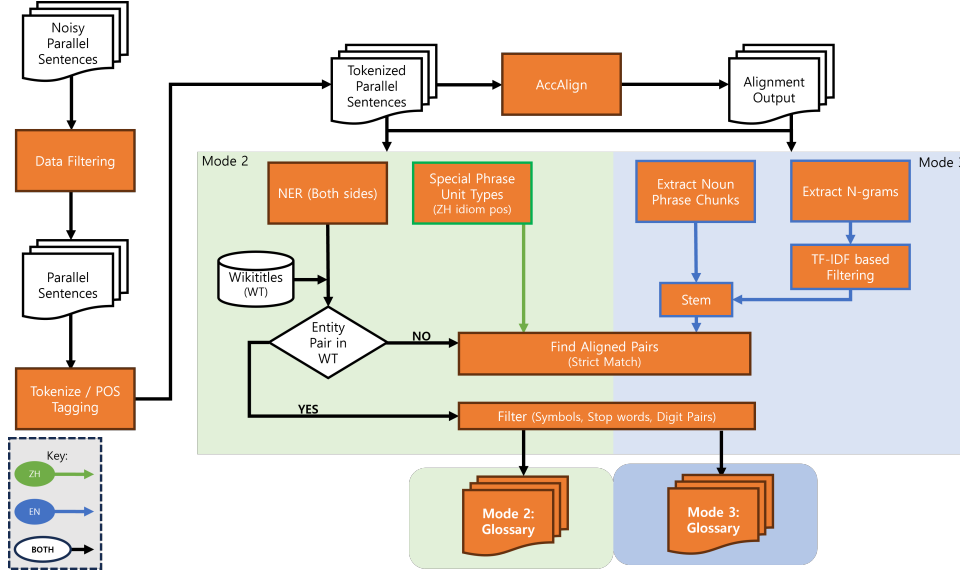 Noisy
Parallel
Sentences
Data Filtering
Parallel
Sentences
Tokenize / POS
Tagging
Tokenized
Parallel
Sentences
AccAlign
Alignment
Output
Mode 2
NER (Both sides)
Special Phrase
Unit Types
(ZH idiom pos)
Wikititles
(WT)
Entity
Pair in
WT
NO
YES
Extract Noun
Phrase Chunks
Extract N-grams
TF-IDF based
Filtering
Stem
Mode
Find Aligned Pairs
(Strict Match)
Filter (Symbols, Stop words, Digit Pairs)
Mode 2:
Glossary
Mode 3:
Glossary
Key:
ZH
EN
BOTH